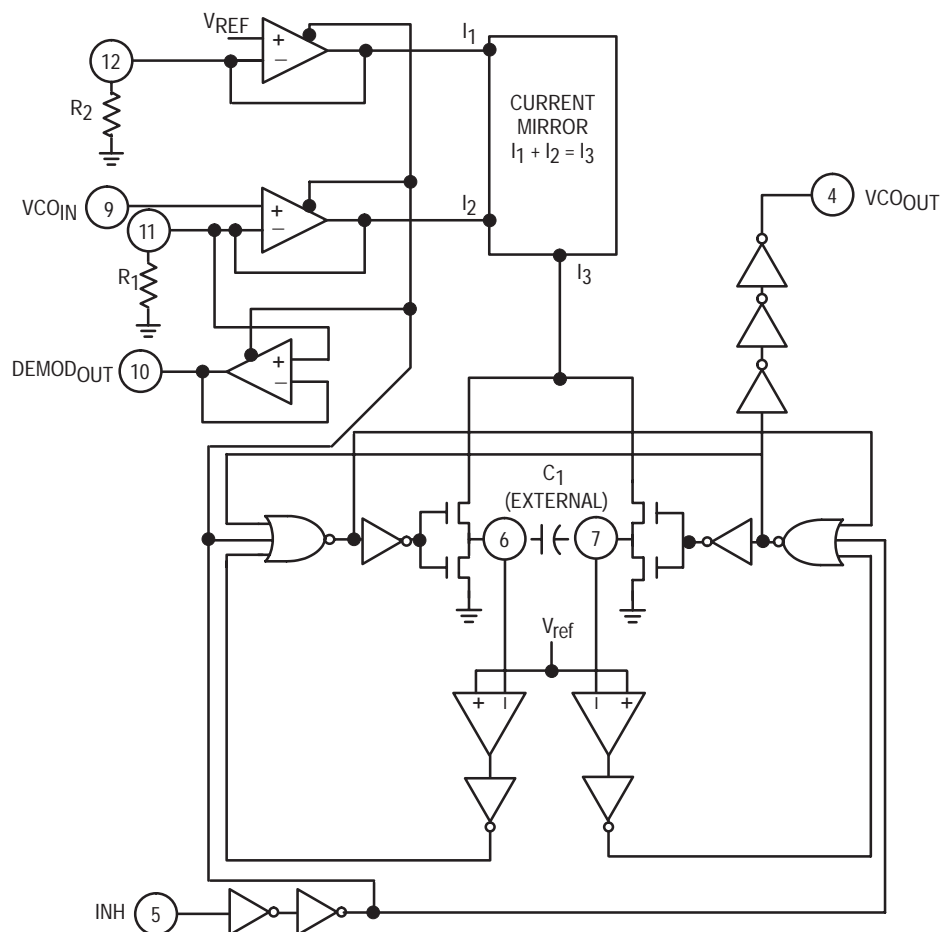 VREF
I1
12
+
−
R2
CURRENT
MIRROR
I1 + I2 = I3
VCOIN
9
+
−
I2
4
VCOOUT
11
R1
I3
DEMODOUT
10
+
−
C1
(EXTERNAL)
6
7
Vref
+
I
I
+
INH
5